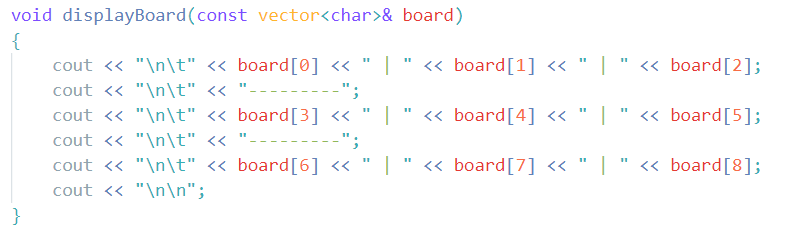 void displayBoard(const vector<char>& board)
{
    cout << "\n\t" << board[0] << " | " << board[1] << " | " << board[2];
    cout << "\n\t" << "---------";
    cout << "\n\t" << board[3] << " | " << board[4] << " | " << board[5];
    cout << "\n\t" << "---------";
    cout << "\n\t" << board[6] << " | " << board[7] << " | " << board[8];
    cout << "\n\n";
}